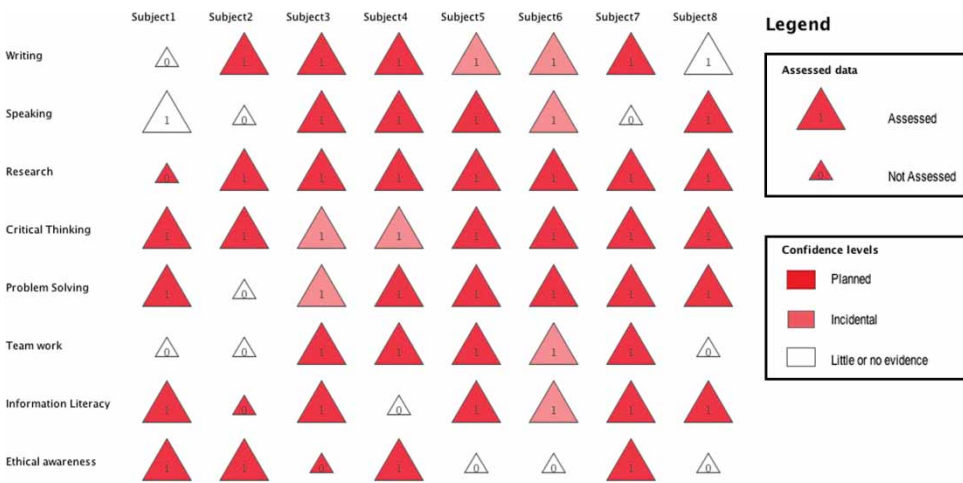 Subject1 Subject2 Subject3 Subject4 Subject5 Subject6 Subject7 Subject8
Writing 0 1 1 1 1 1 1 1
Speaking 1 0 1 1 1 1 0 1
Research 0 1 1 1 1 1 1 1
Critical Thinking 1 1 1 1 1 1 1 1
Problem Solving 1 0 1 1 1 1 1 1
Team work 0 0 1 1 1 1 1 0
Information Literacy 1 0 1 0 1 1 1 1
Ethical awareness 1 1 0 1 0 0 1 0
Legend
Assessed data
1 Assessed
0 Not Assessed
Confidence levels
Planned
Incidental
Little or no evidence